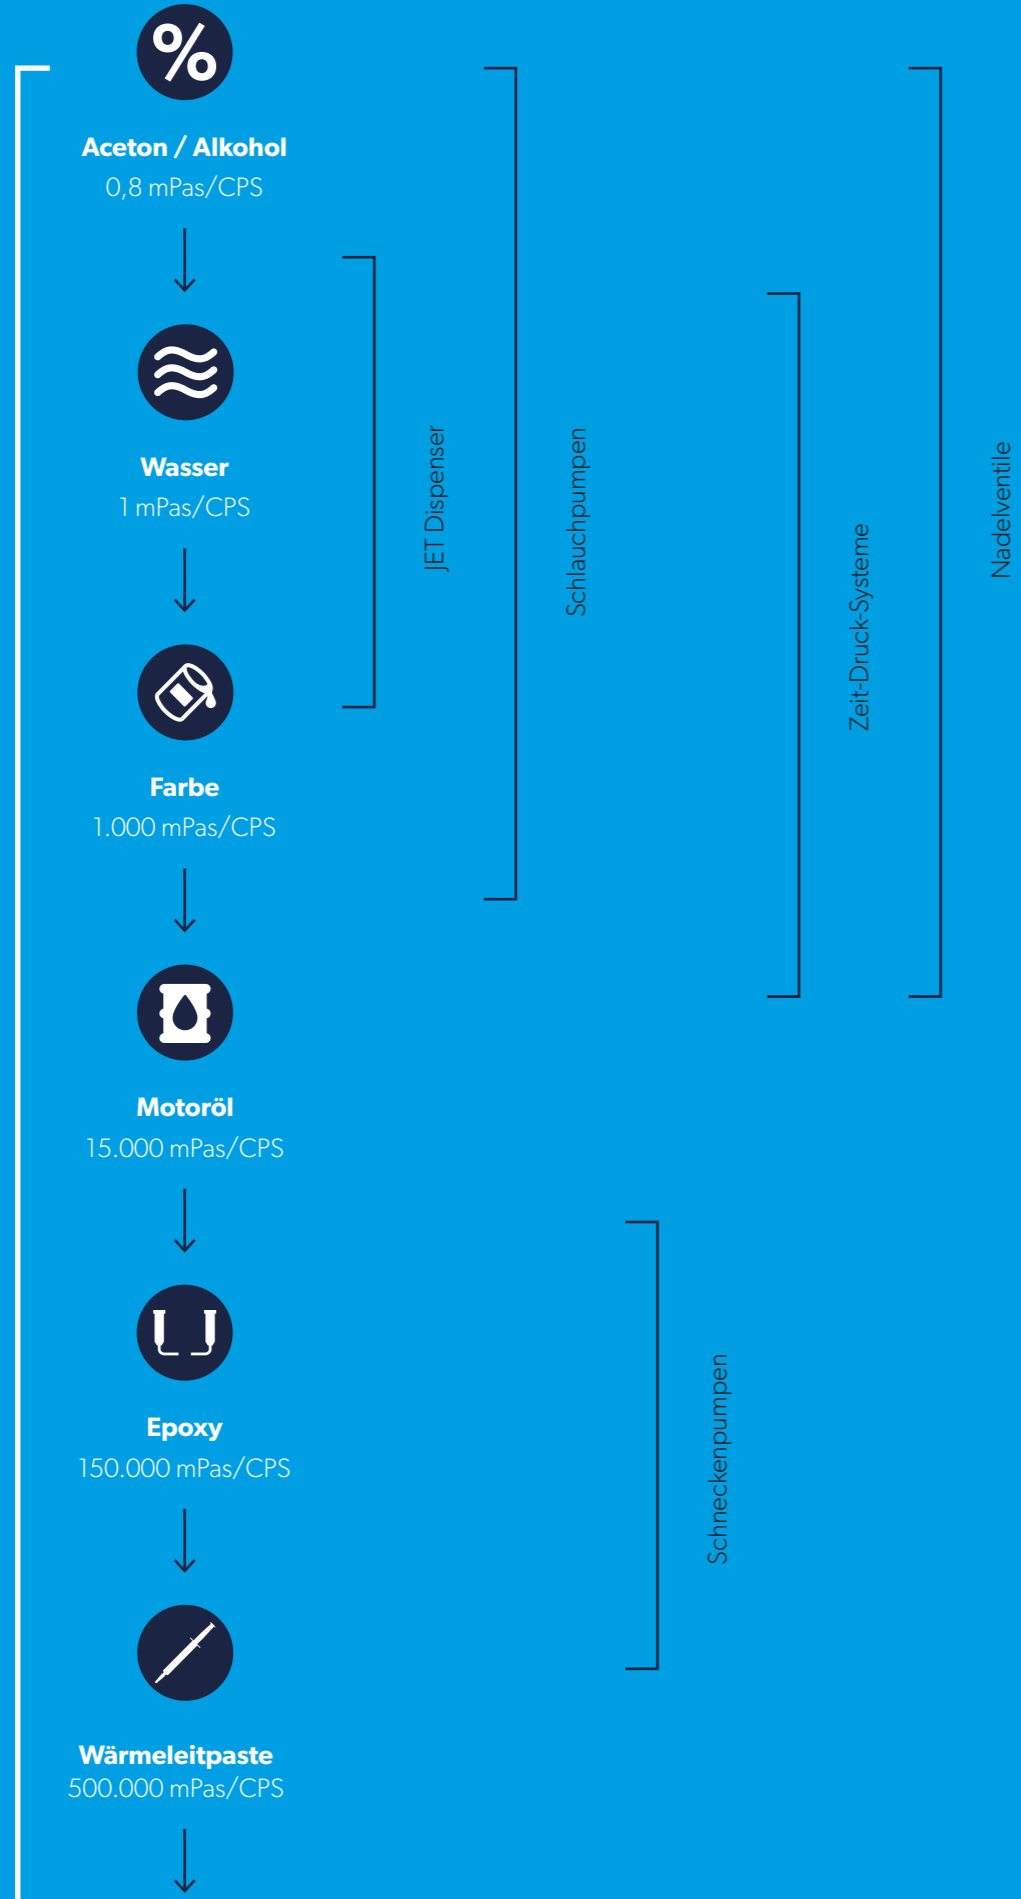 %
Aceton / Alkohol
0,8 mPas/CPS
Wasser
1 mPas/CPS
Farbe
1.000 mPas/CPS
Motoröl
15.000 mPas/CPS
Epoxy
150.000 mPas/CPS
Wärmeleitpaste
500.000 mPas/CPS
JET Dispenser
Schlauchpumpen
Schneckenpumpen
Zeit-Druck-Systeme
Nadelventile